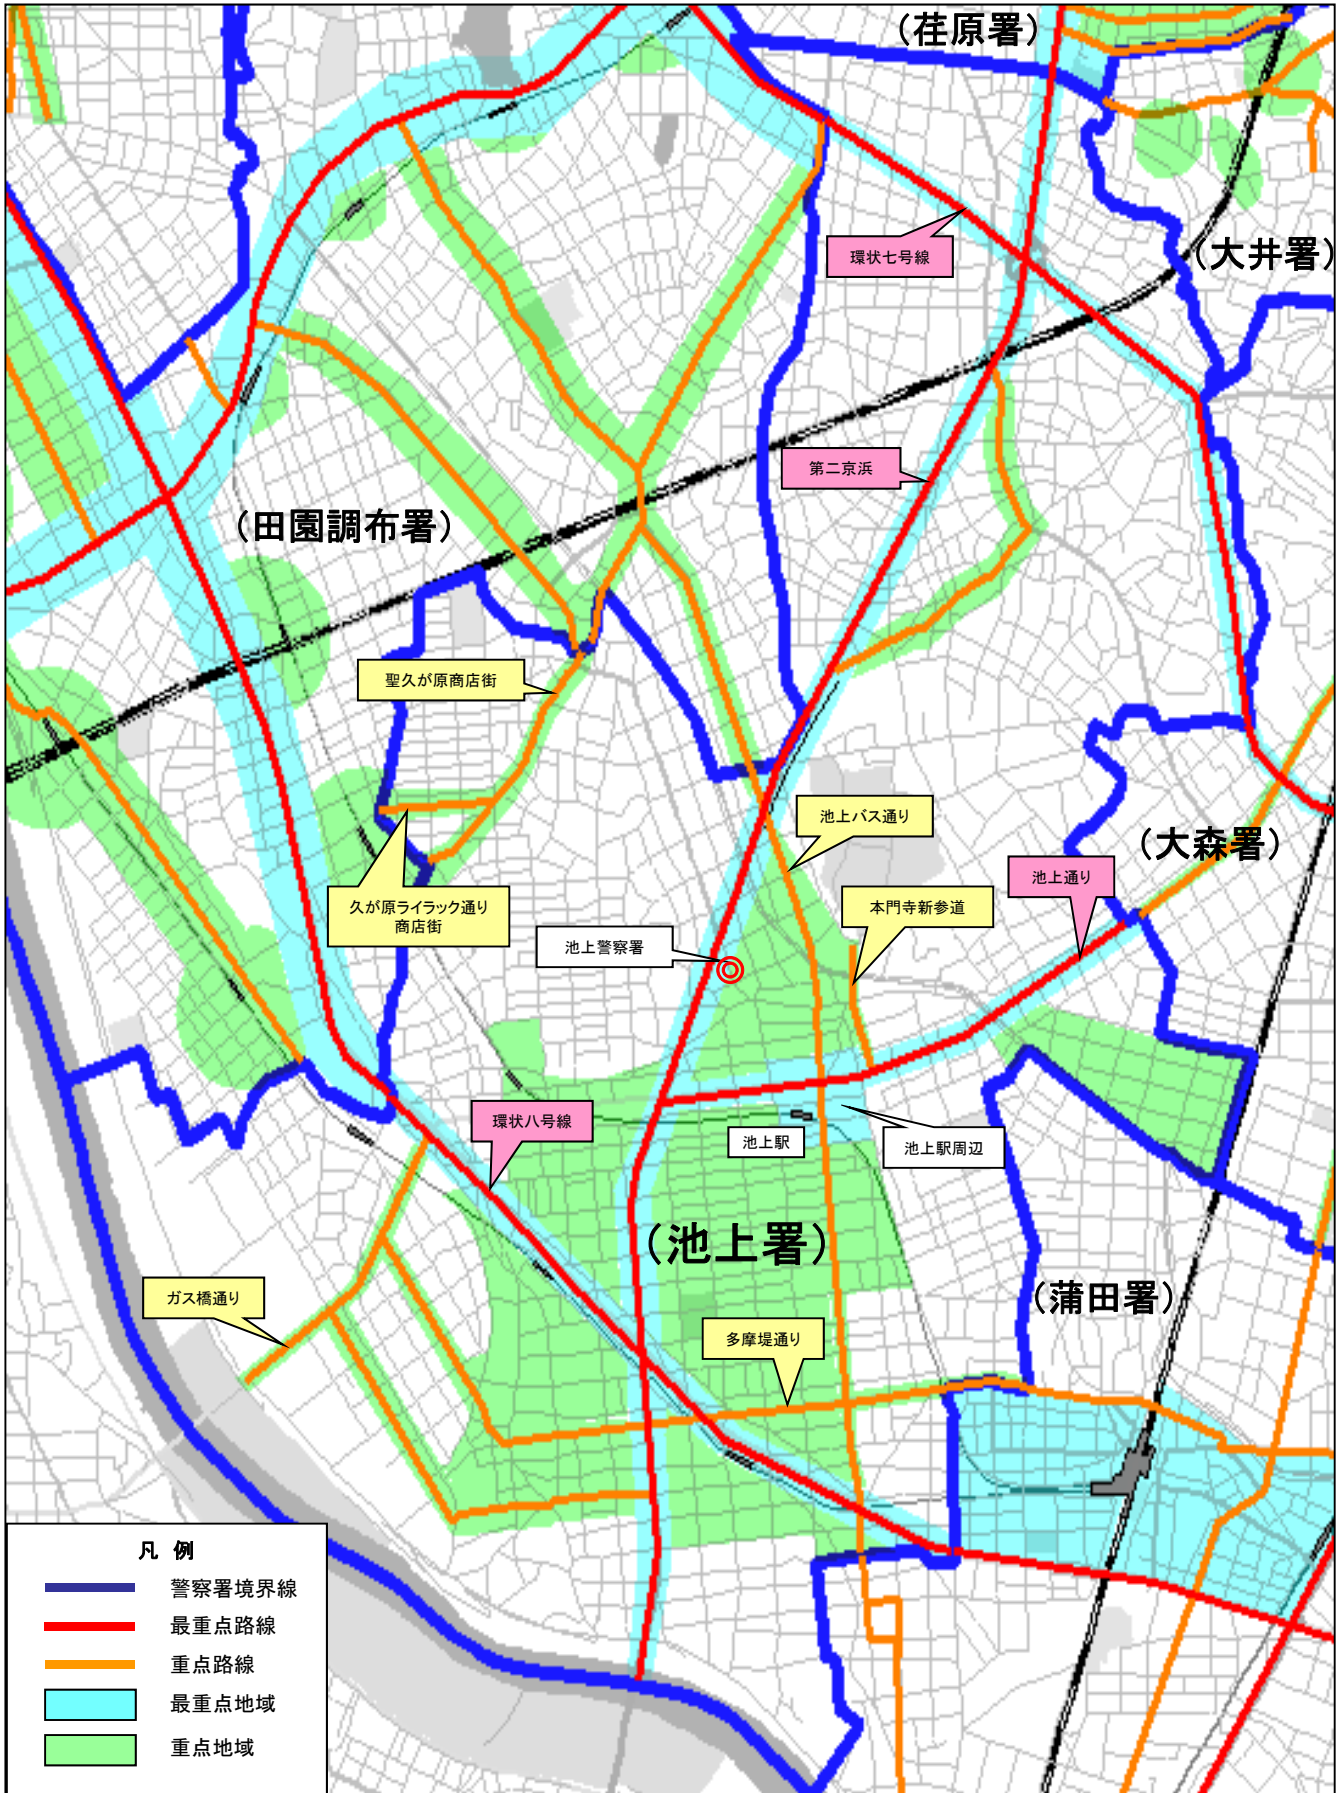 （荏原署）
環状七号線
（大井署）
第二京浜
（田園調布署）
聖久が原商店街
池上バス通り
（大森署）
池上通り
久が原ライラック通り
商店街
本門寺新参道
池上警察署
環状八号線
池上駅
池上駅周辺
（池上署）
ガス橋通り
（蒲田署）
多摩堤通り
凡 例
警察署境界線
最重点路線
重点路線
最重点地域
重点地域